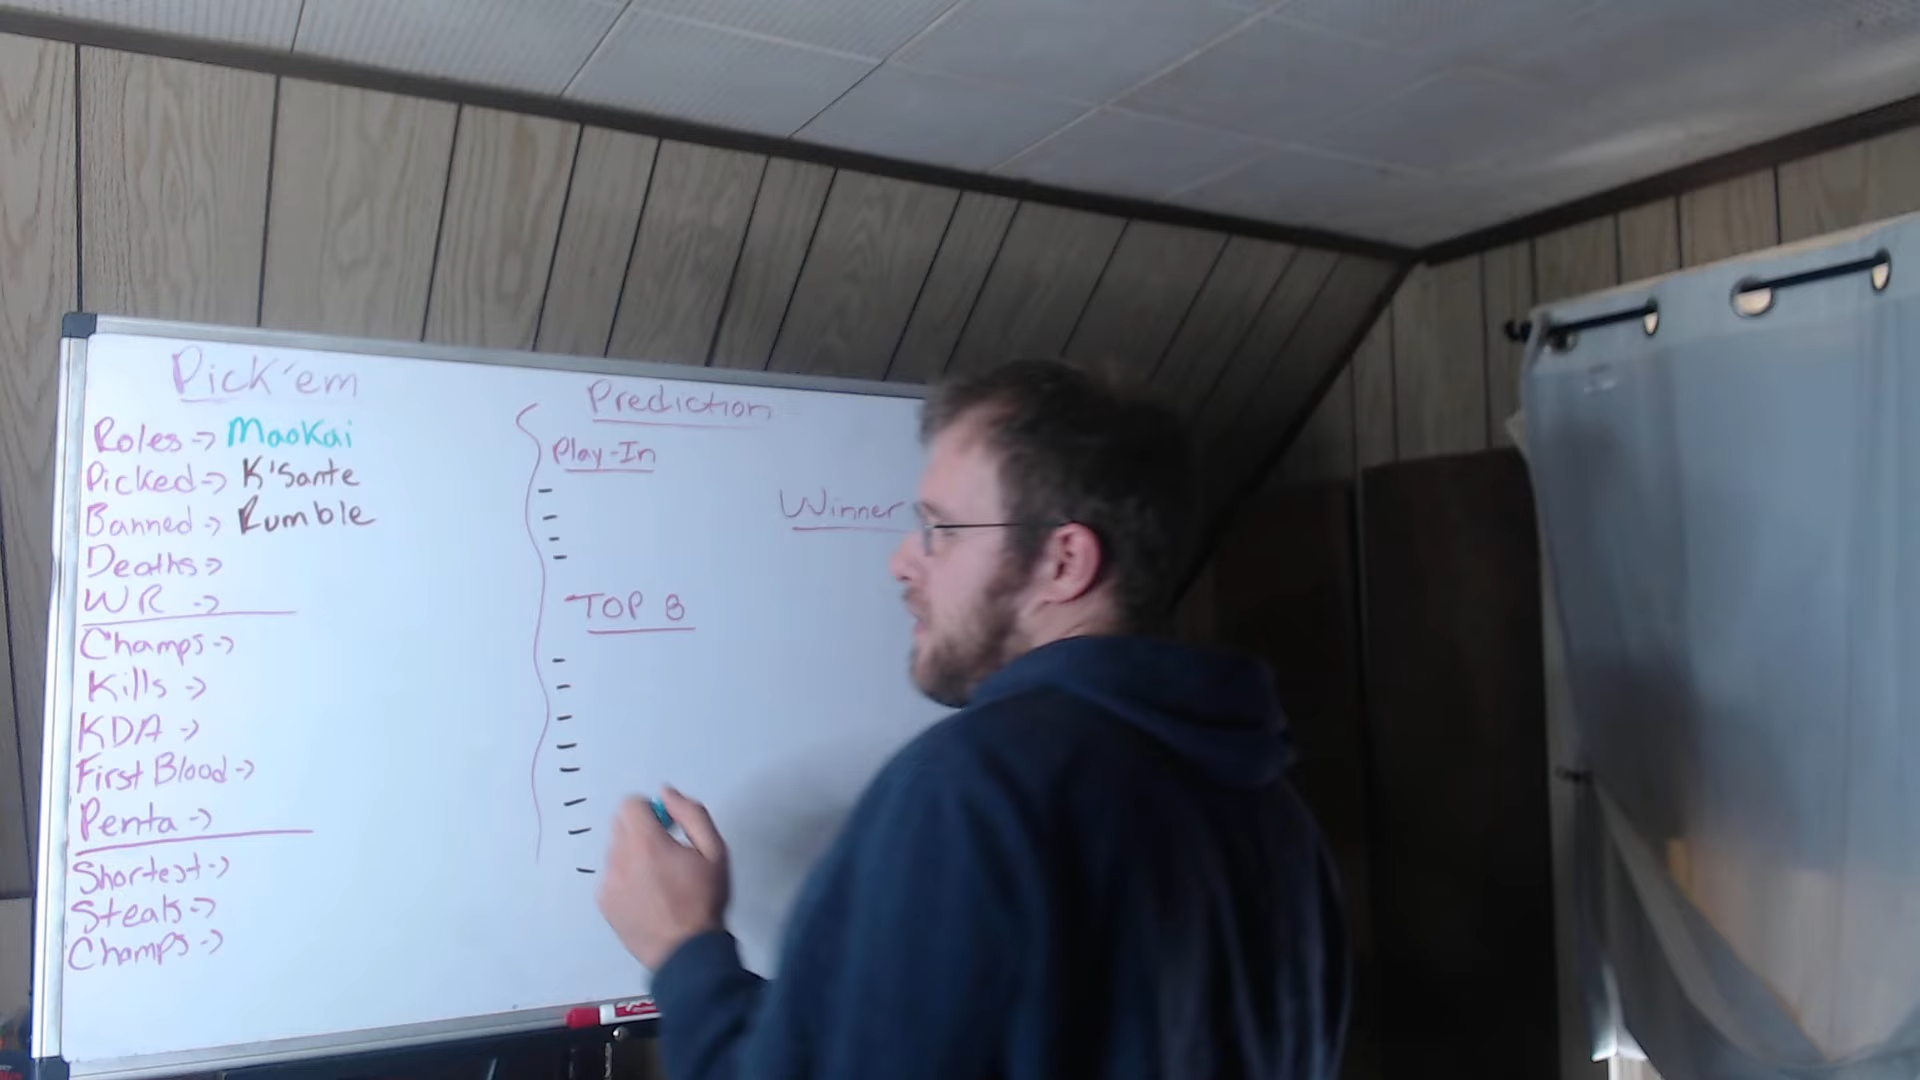 Pick'em
Roles -> Maokai
Picked -> K'Sante
Banned -> Rumble
Deaths ->
WR ->
Champs ->
Kills ->
KDA ->
First Blood ->
Penta ->
Shortest ->
Steals ->
Champs ->
Prediction
Play-In
-
-
-
-
TOP 8
-
-
-
-
-
-
-
-
Winner